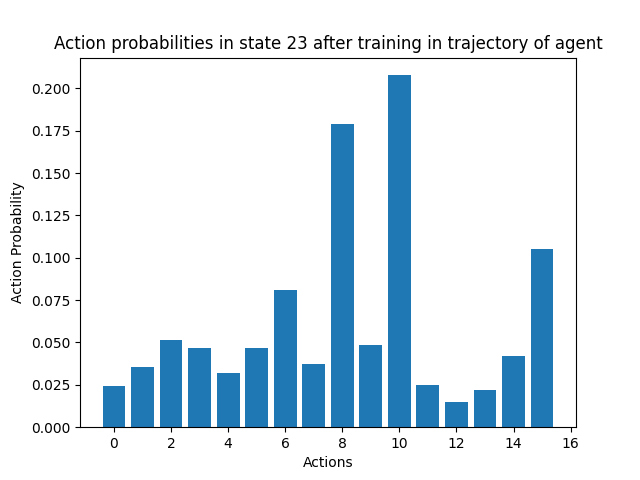 Action probabilities in state 23 after training in trajectory of agent
0.200
0.175
0.150
0.125
0.100
0.075
0.050
0.025
0.000
Action Probability
0 2 4 6 8 10 12 14 16
Actions